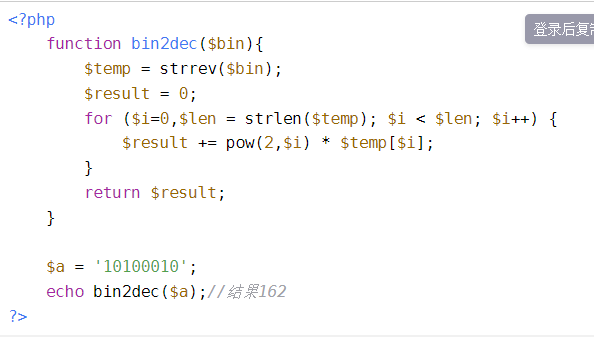 <?php
登录后复制
    function bin2dec($bin){
        $temp = strrev($bin);
        $result = 0;
        for ($i=0,$len = strlen($temp); $i < $len; $i++) {
            $result += pow(2,$i) * $temp[$i];
        }
        return $result;
    }

    $a = '10100010';
    echo bin2dec($a);//结果162
?>